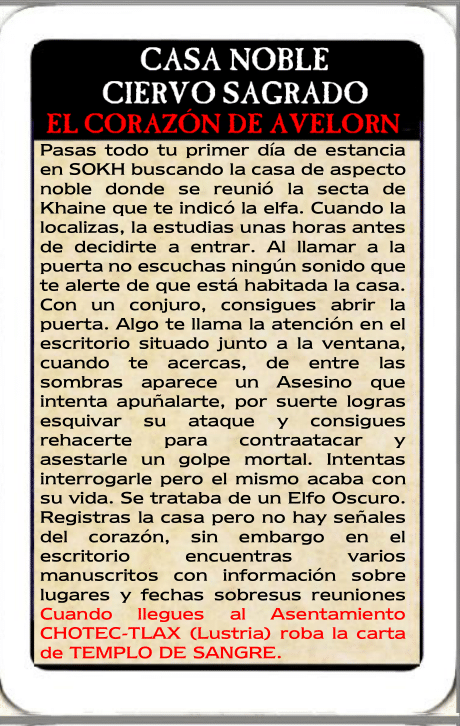 CASA NOBLE
CIERVO SAGRADO
EL CORAZÓN DE AVELORN
Pasas todo tu primer día de estancia
en SOKH buscando la casa de aspecto
noble donde se reunió la secta de
Khaine que te indicó la elfa. Cuando la
localizas, la estudias unas horas antes
de decidirte a entrar. Al llamar a la
puerta no escuchas ningún sonido que
te alerte de que está habitada la casa.
Con un conjuro, consigues abrir la
puerta. Algo te llama la atención en el
escritorio situado junto a la ventana,
cuando te acercas, de entre las
sombras aparece un Asesino que
intenta apuñalarte, por suerte logras
esquivar su ataque y consigues
rehacerte para contraatacar y
asestarle un golpe mortal. Intentas
interrogarle pero el mismo acaba con
su vida. Se trataba de un Elfo Oscuro.
Registras la casa pero no hay señales
del corazón, sin embargo en el
escritorio encuentras varios
manuscritos con información sobre
lugares y fechas sobresus reuniones
Cuando llegues al Asentamiento
CHOTEC-TLAX (Lustria) roba la carta
de TEMPLO DE SANGRE.